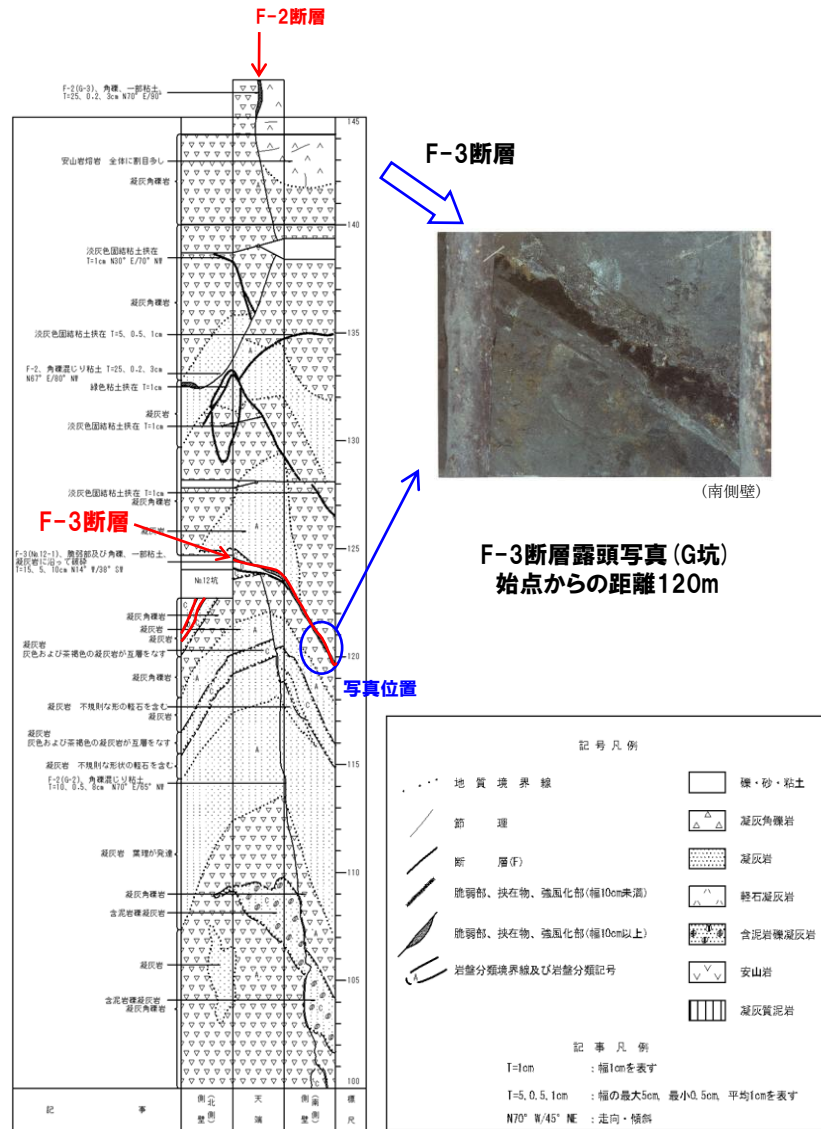 F-2断層
F-2(G-3)、角礫、一部粘土
T=25、0.2、3cm N70° E/90°
145
安山岩熔岩 全体に割目多し
凝灰角礫岩
140
淡灰色固結粘土挟在
T=1cm N30° E/70° NW
凝灰角礫岩
淡灰色固結粘土挟在 T=5、0.5、1cm
135
F-2、角礫混じり粘土 T=25、0.2、3cm
N67° E/80° NW
緑色粘土挟在 T=1cm
凝灰岩
淡灰色固結粘土挟在 T=1cm
130
淡灰色固結粘土挟在 T=1cm
凝灰角礫岩
凝灰岩
F-3断層
F-3(No12-1)、脆弱部及び角礫、一部粘土、
凝灰岩に沿って破砕
T=15、5、10cm N14° W/38° SW
125
No12坑
凝灰角礫岩
凝灰岩
凝灰岩
凝灰岩
灰色および茶褐色の凝灰岩が互層をなす
120
凝灰角礫岩
写真位置
凝灰岩 不規則な形の軽石を含む
凝灰岩
凝灰岩
灰色および茶褐色の凝灰岩が互層をなす
凝灰岩 不規則な形状の軽石を含む
115
F-2(G-2)、角礫混じり粘土
T=10、0.5、8cm N70° E/85° NW
凝灰岩 葉理が発達
110
凝灰角礫岩
含泥岩礫凝灰岩
凝灰岩
105
含泥岩礫凝灰岩
凝灰角礫岩
100
記 事
側壁(北側)
天端
側壁(南側)
標尺
F-3断層
(南側壁)
F-3断層露頭写真(G坑)
始点からの距離120m
記号凡例
地質境界線
節理
断層(F)
脆弱部、挟在物、強風化部(幅10cm未満)
脆弱部、挟在物、強風化部(幅10cm以上)
A 岩盤分類境界線及び岩盤分類記号
礫・砂・粘土
凝灰角礫岩
凝灰岩
軽石凝灰岩
含泥岩礫凝灰岩
安山岩
凝灰質泥岩
記事凡例
T=1cm :幅1cmを表す
T=5,0.5,1cm :幅の最大5cm, 最小0.5cm, 平均1cmを表す
N70° W/45° NE :走向・傾斜